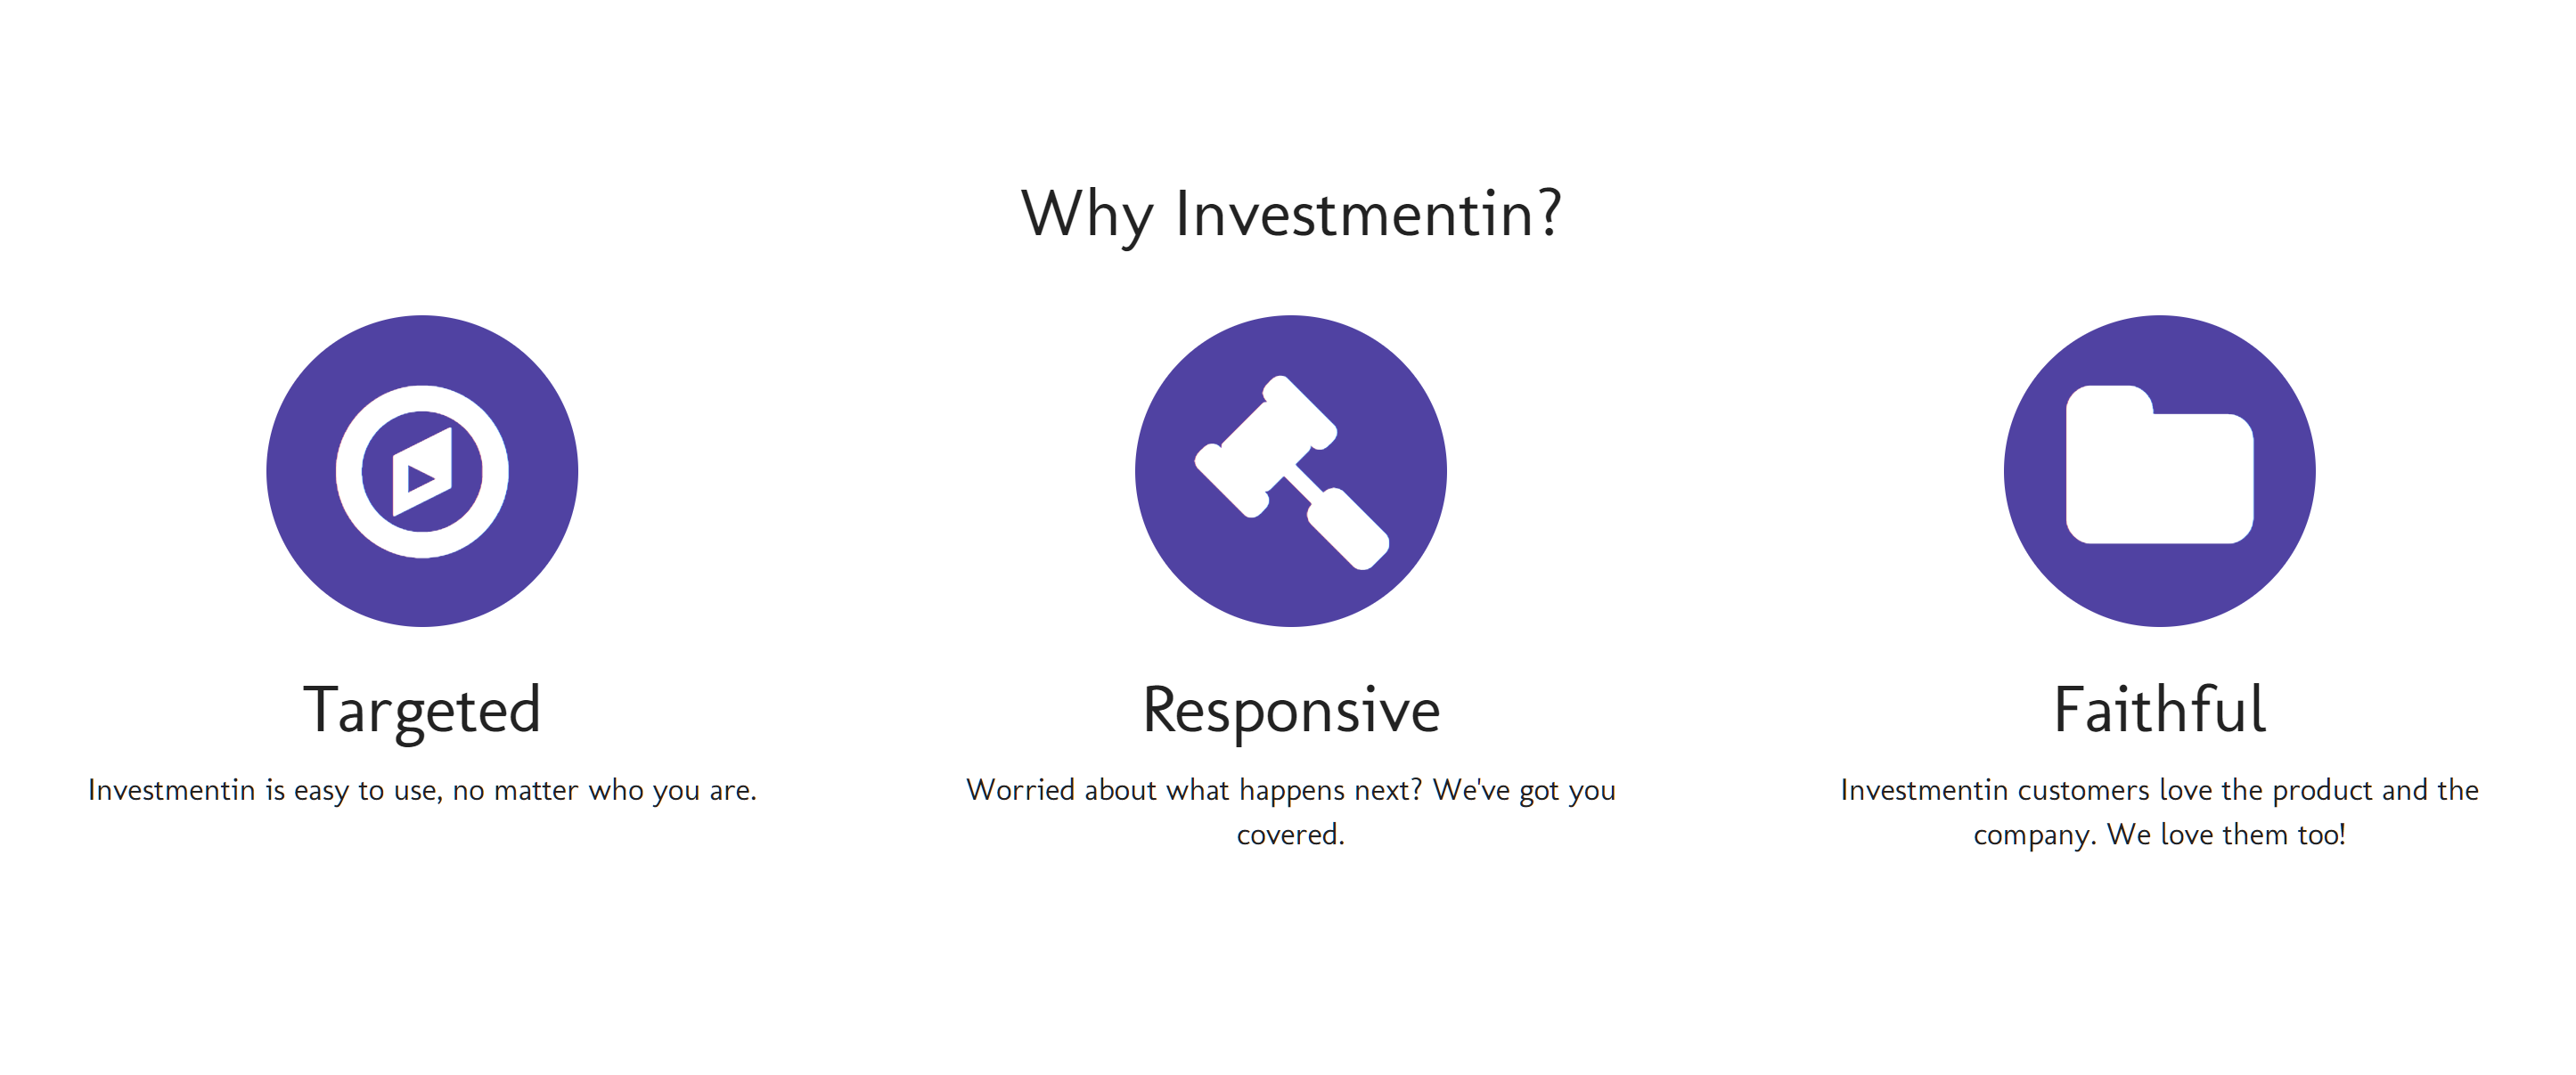 Why Investmentin?
Targeted
Investmentin is easy to use, no matter who you are.
Responsive
Worried about what happens next? We've got you
covered.
Faithful
Investmentin customers love the product and the
company. We love them too!